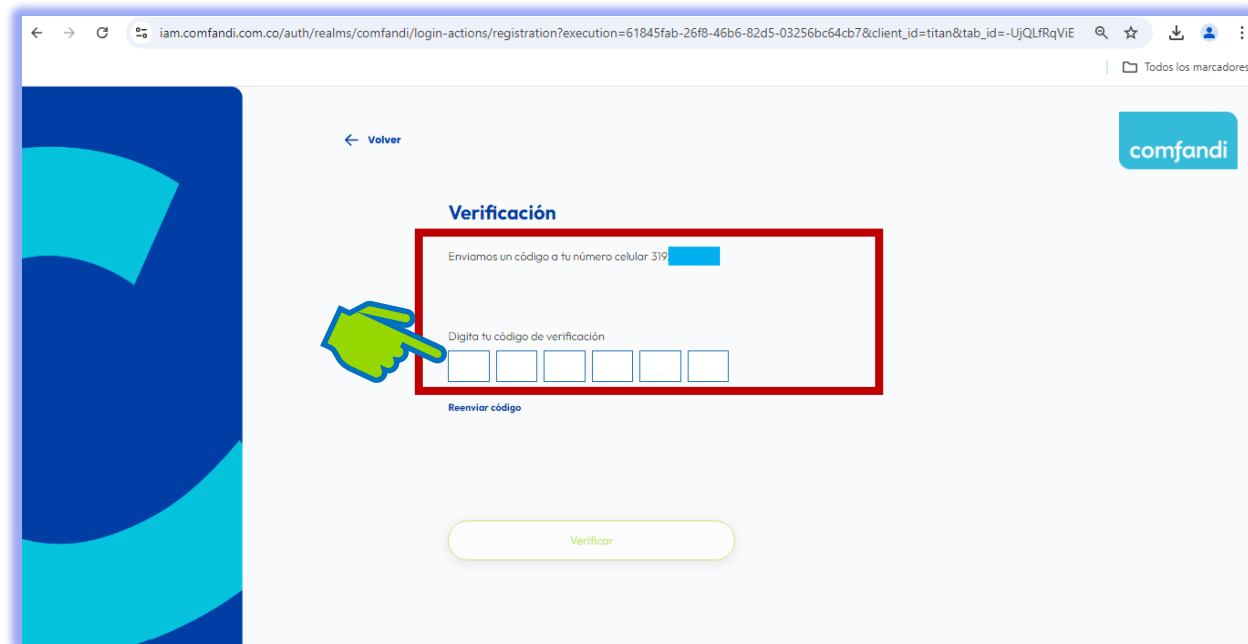 iam.comfandi.com.co/auth/realms/comfandi/login-actions/registration?execution=61845fab-26f8-46b6-82d5-03256bc64cb7&client_id=titan&tab_id=-UjQLfRqViE
Todos los marcadores
Volver
comfandi
Verificación
Enviamos un código a tu número celular 319
Digita tu código de verificación
Reenviar código
Verificar